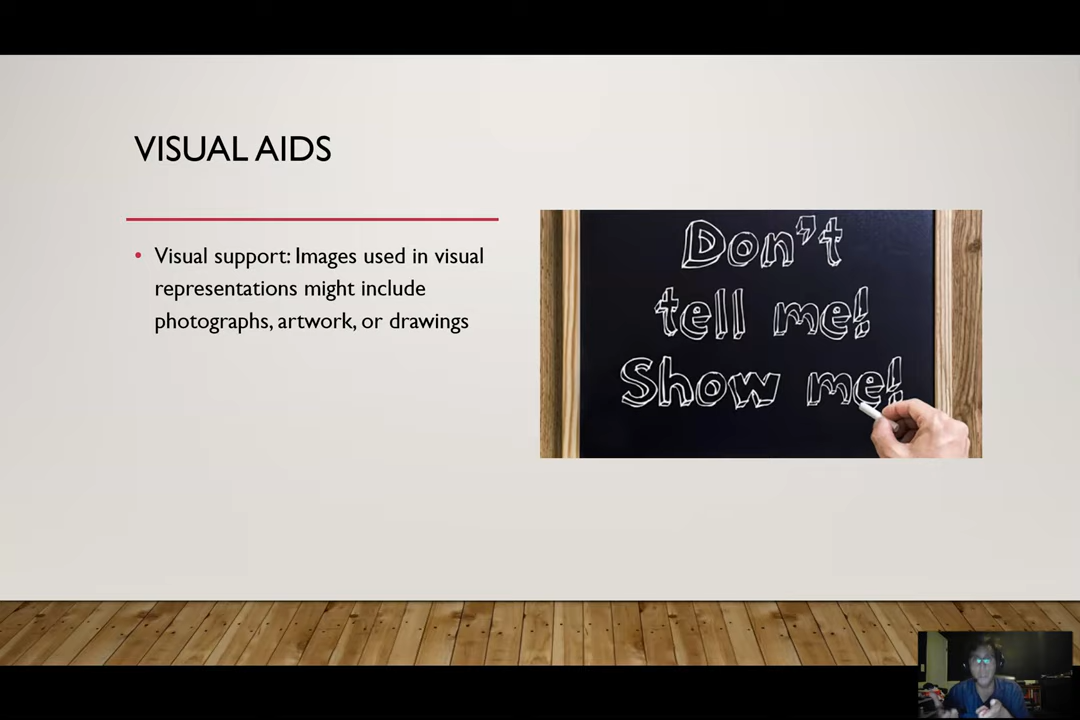 VISUAL AIDS
• Visual support: Images used in visual
representations might include
photographs, artwork, or drawings
Don't
tell me!
Show me!